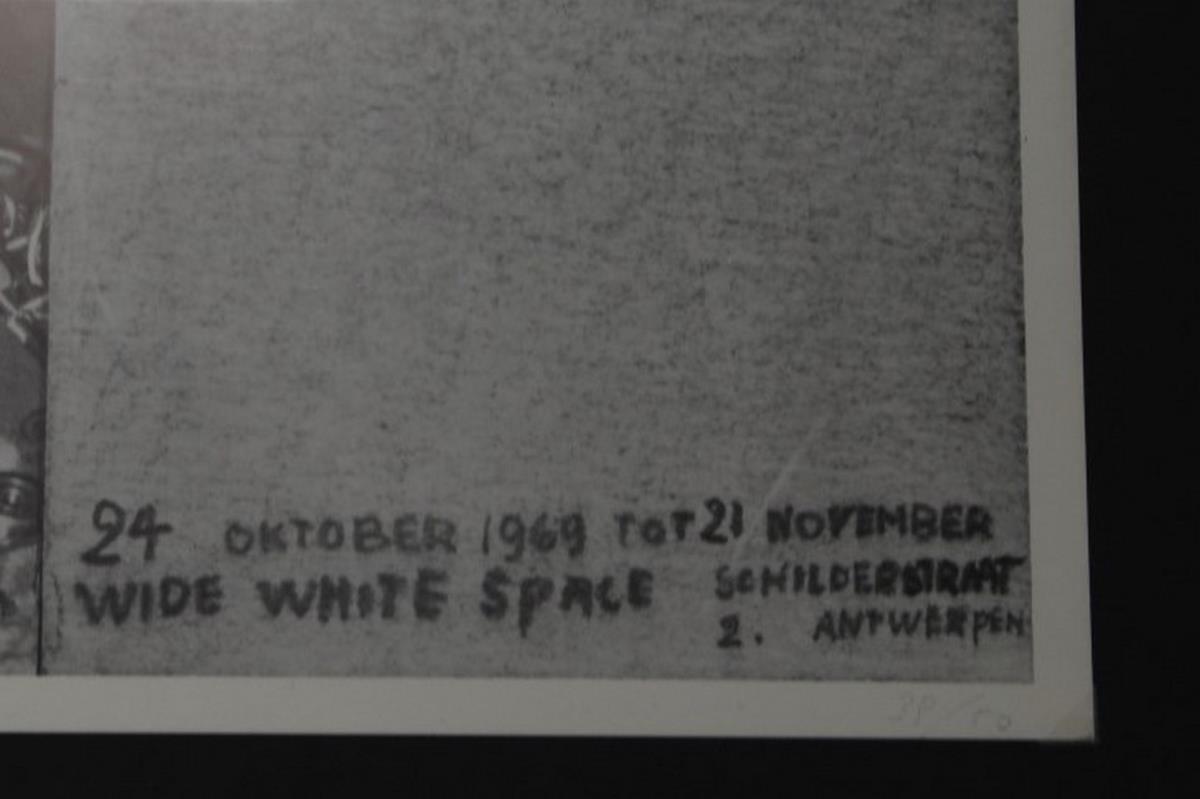 24 OKTOBER 1969 TOT 21 NOVEMBER
WIDE WHITE SPACE SCHILDERSTRAAT
2. ANTWERPEN